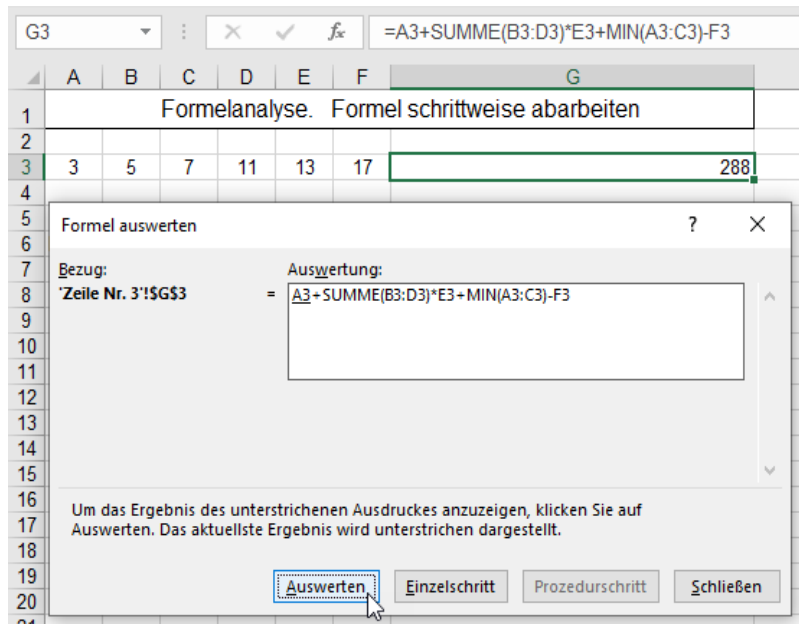 G3 fx =A3+SUMME(B3:D3)*E3+MIN(A3:C3)-F3
A B C D E F G
1 Formelanalyse. Formel schrittweise abarbeiten
2
3 3 5 7 11 13 17 288
4
5 Formel auswerten ? ×
6
7 Bezug: Auswertung:
8 'Zeile Nr. 3'!$G$3 = A3+SUMME(B3:D3)*E3+MIN(A3:C3)-F3
9
10
11
12
13
14
15
16 Um das Ergebnis des unterstrichenen Ausdruckes anzuzeigen, klicken Sie auf
17 Auswerten. Das aktuellste Ergebnis wird unterstrichen dargestellt.
18
19 Auswerten Einzelschritt Prozedurschritt Schließen
20
21